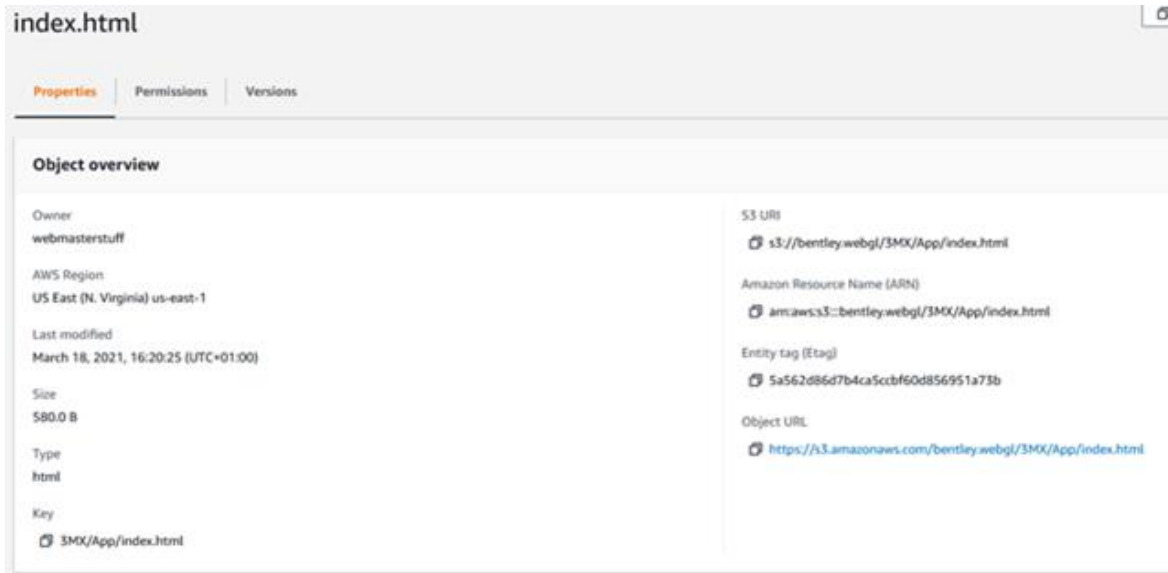 index.html
Properties
Permissions
Versions
Object overview
Owner
webmasterstuff
AWS Region
US East (N. Virginia) us-east-1
Last modified
March 18, 2021, 16:20:25 (UTC+01:00)
Size
580.0 B
Type
html
Key
3MX/App/index.html
S3 URI
s3://bentley.webgl/3MX/App/index.html
Amazon Resource Name (ARN)
arn:aws:s3:::bentley.webgl/3MX/App/index.html
Entity tag (Etag)
5a562d86d7b4ca5ccbf60d856951a73b
Object URL
https://s3.amazonaws.com/bentley.webgl/3MX/App/index.html